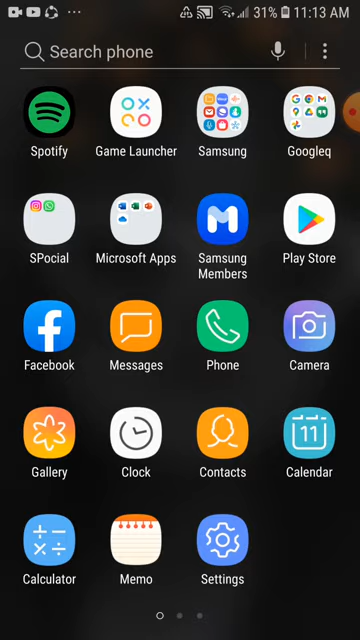 31% 11:13 AM
Search phone
Spotify Game Launcher Samsung Googleq
SPocial Microsoft Apps Samsung Members Play Store
Facebook Messages Phone Camera
11
Gallery Clock Contacts Calendar
Calculator Memo Settings